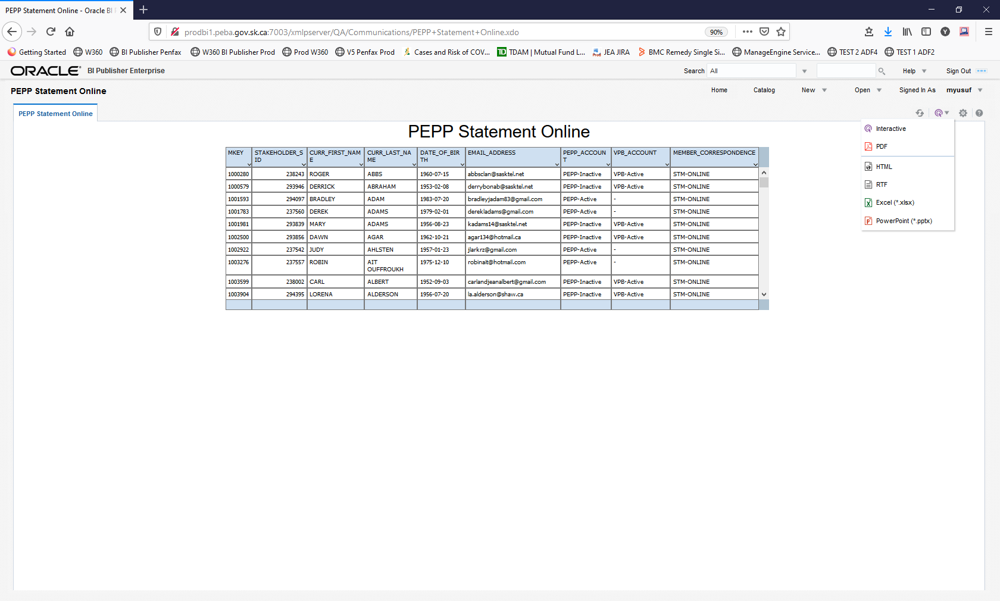 PEPP Statement Online - Oracle BI
prodbi1.peba.gov.sk.ca:7003/xmlpserver/QA/Communications/PEPP+Statement+Online.xdo
90%
Getting Started W360 BI Publisher Penfax W360 BI Publisher Prod Prod W360 V5 Penfax Prod Cases and Risk of COV... TDAM | Mutual Fund L... JEA JIRA BMC Remedy Single Si... ManageEngine Service... TEST 2 ADF4 TEST 1 ADF2
ORACLE BI Publisher Enterprise
Search All Help Sign Out
PEPP Statement Online
Home Catalog New Open Signed In As myusuf
PEPP Statement Online
Interactive
PDF
HTML
RTF
Excel (*.xlsx)
PowerPoint (*.pptx)
PEPP Statement Online
MKEY STAKEHOLDER_SID CURR_FIRST_NAME CURR_LAST_NAME DATE_OF_BIRTH EMAIL_ADDRESS PEPP_ACCOUNT VPB_ACCOUNT MEMBER_CORRESPONDENCE
1000280 238243 ROGER ABBS 1960-07-15 abbsclan@sasktel.net PEPP-Inactive VPB-Active STM-ONLINE
1000579 293946 DERRICK ABRAHAM 1953-02-08 derrybonab@sasktel.net PEPP-Inactive VPB-Active STM-ONLINE
1001593 294097 BRADLEY ADAM 1983-07-20 bradleyjadam83@gmail.com PEPP-Active - STM-ONLINE
1001783 237560 DEREK ADAMS 1979-02-01 derekladams@gmail.com PEPP-Active - STM-ONLINE
1001981 293839 MARY ADAMS 1956-08-23 kadams14@sasktel.net PEPP-Inactive VPB-Active STM-ONLINE
1002500 293856 DAWN AGAR 1962-10-21 agar134@hotmail.ca PEPP-Inactive VPB-Active STM-ONLINE
1002922 237542 JUDY AHLSTEN 1957-01-23 jlarkrz@gmail.com PEPP-Active - STM-ONLINE
1003276 237557 ROBIN AIT OUFFROUKH 1975-12-10 robinait@hotmail.com PEPP-Active - STM-ONLINE
1003599 238002 CARL ALBERT 1952-09-03 carlandjeanalbert@gmail.com PEPP-Inactive VPB-Active STM-ONLINE
1003904 294395 LORENA ALDERSON 1956-07-20 la.alderson@shaw.ca PEPP-Inactive VPB-Active STM-ONLINE